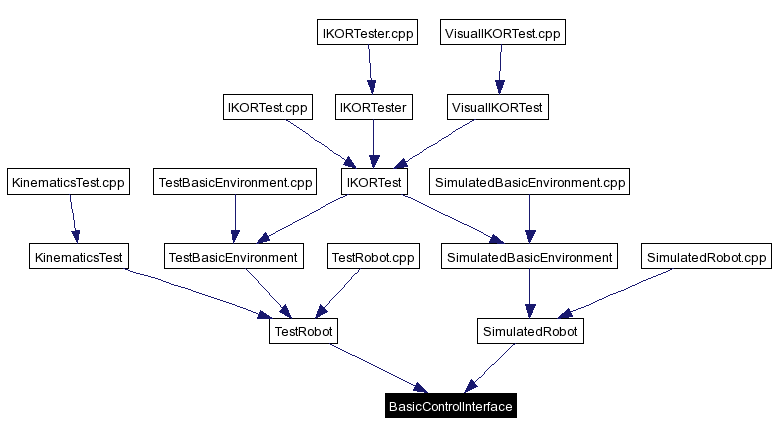 IKORTester.cpp
VisualIKORTest.cpp
IKORTest.cpp
IKORTester
VisualIKORTest
KinematicsTest.cpp
TestBasicEnvironment.cpp
IKORTest
SimulatedBasicEnvironment.cpp
KinematicsTest
TestBasicEnvironment
TestRobot.cpp
SimulatedBasicEnvironment
SimulatedRobot.cpp
TestRobot
SimulatedRobot
BasicControlInterface